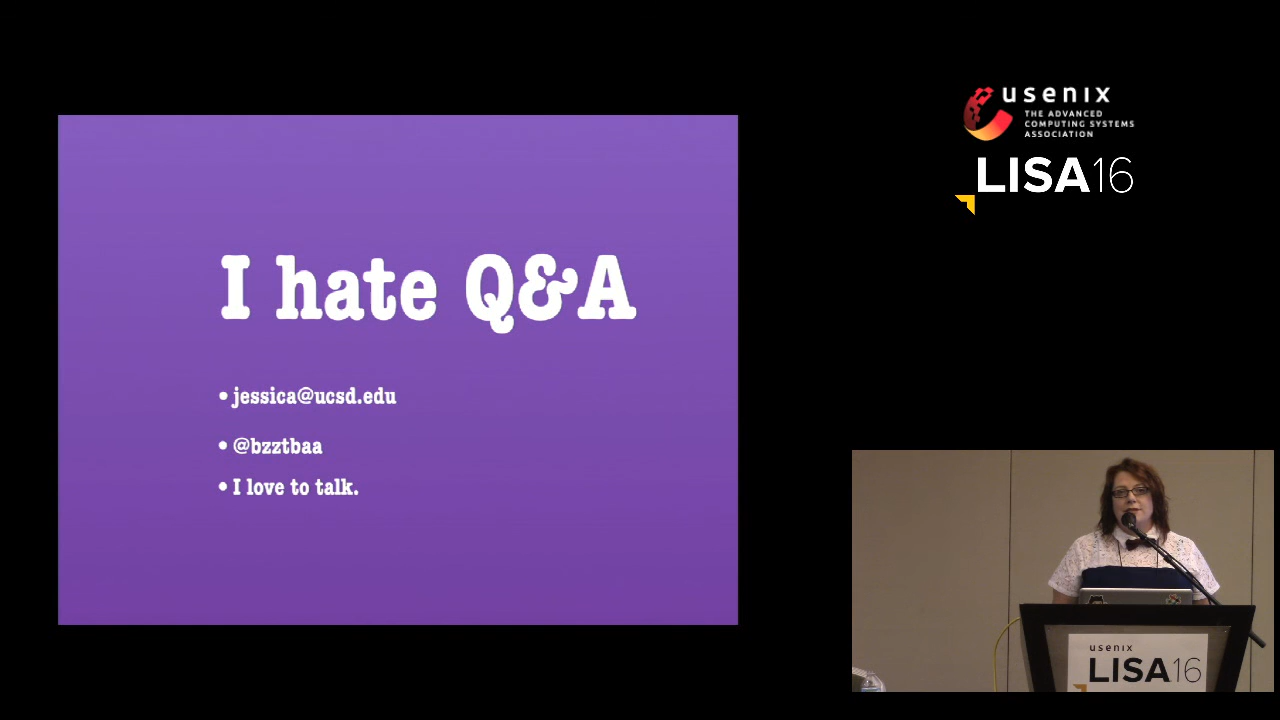 I hate Q&A
• jessica@ucsd.edu
• @bzztbaa
• I love to talk.
usenix
THE ADVANCED
COMPUTING SYSTEMS
ASSOCIATION
LISA16
usenix
LISA16